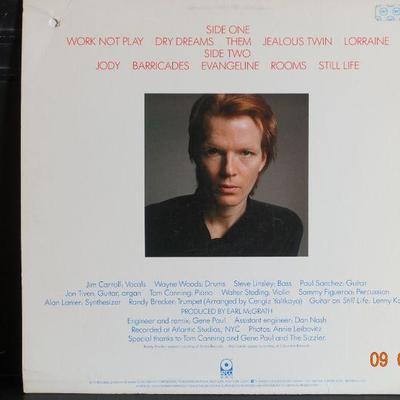 SIDE ONE
WORK NOT PLAY DRY DREAMS THEM JEALOUS TWIN LORRAINE
SIDE TWO
JODY BARRICADES EVANGELINE ROOMS STILL LIFE
Jim Carroll: Vocals Wayne Woods: Drums Steve Linsley: Bass Paul Sanchez: Guitar
Jon Tiven: Guitar, organ Tom Canning: Piano Walter Steding: Violin Sammy Figueroa: Percussion
Alan Lanier: Synthesizer Randy Brecker: Trumpet (Arranged by Cengiz Yaltkaya) Guitar on Still Life: Lenny Ka
PRODUCED BY EARL McGRATH
Engineer and remix: Gene Paul Assistant engineer: Dan Nash
Recorded at Atlantic Studios, NYC Photos: Annie Leibovitz
Special thanks to Tom Canning and Gene Paul and The Sizzler.
09